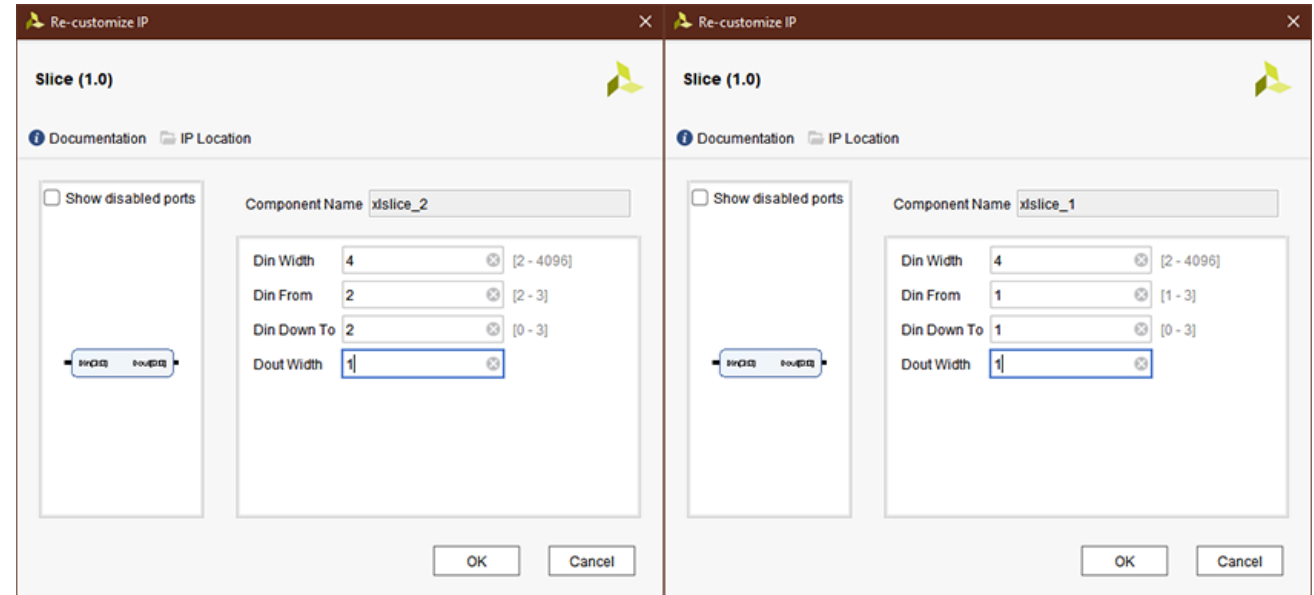 Re-customize IP
Slice (1.0)
Documentation IP Location
Show disabled ports
Component Name xlslice_2
Din Width 4 [2 - 4096]
Din From 2 [2 - 3]
Din Down To 2 [0 - 3]
Dout Width 1
OK Cancel
Re-customize IP
Slice (1.0)
Documentation IP Location
Show disabled ports
Component Name xlslice_1
Din Width 4 [2 - 4096]
Din From 1 [1 - 3]
Din Down To 1 [0 - 3]
Dout Width 1
OK Cancel